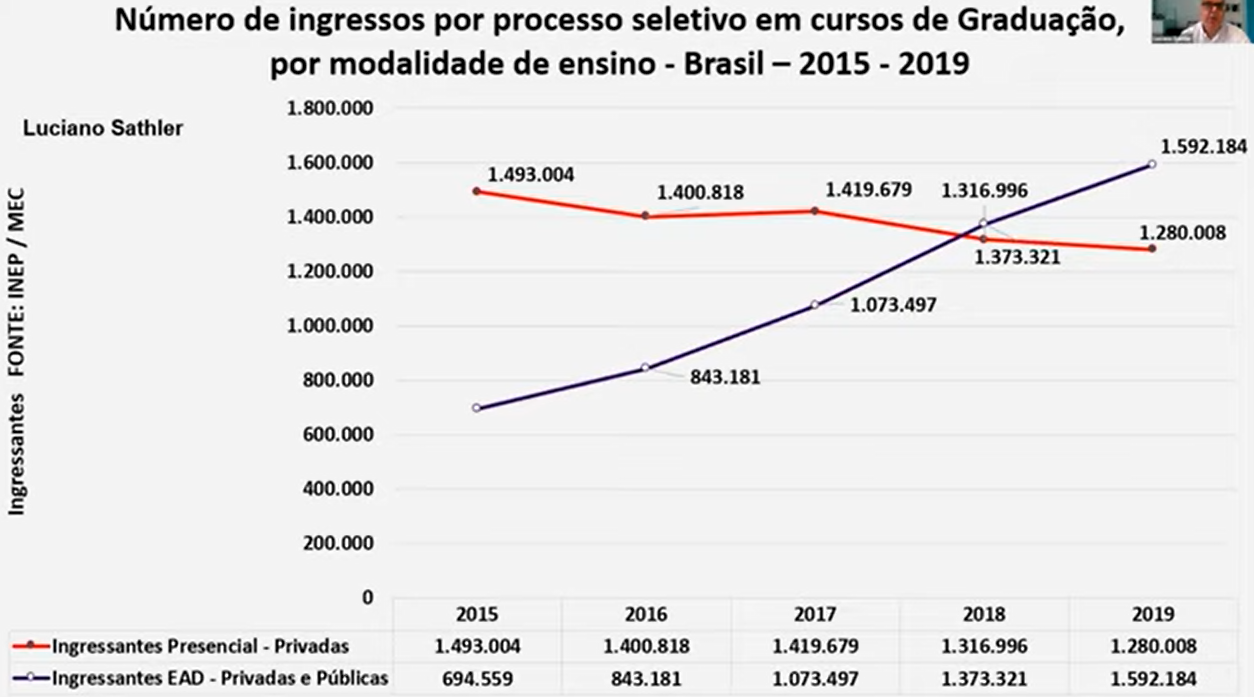 Número de ingressos por processo seletivo em cursos de Graduação,
por modalidade de ensino - Brasil – 2015 - 2019
Luciano Sathler
Ingressantes FONTE: INEP / MEC
1.800.000
1.600.000
1.400.000
1.200.000
1.000.000
800.000
600.000
400.000
200.000
0
1.493.004
1.400.818
1.419.679
1.316.996
1.592.184
1.280.008
1.373.321
1.073.497
843.181
2015 2016 2017 2018 2019
Ingressantes Presencial - Privadas 1.493.004 1.400.818 1.419.679 1.316.996 1.280.008
Ingressantes EAD - Privadas e Públicas 694.559 843.181 1.073.497 1.373.321 1.592.184